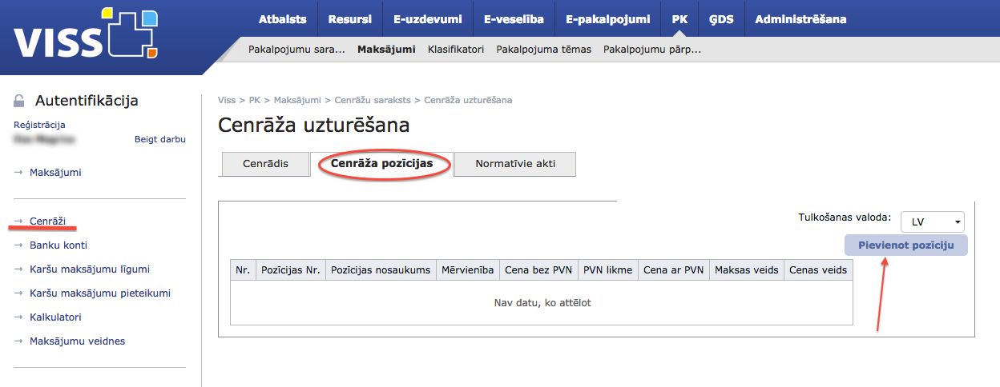 VISS
Atbalsts Resursi E-uzdevumi E-veselība E-pakalpojumi PK ĢDS Administrēšana
Pakalpojumu sara... Maksājumi Klasifikatori Pakalpojuma tēmas Pakalpojumu pārp...
Autentifikācija
Reģistrācija
Beigt darbu
→ Maksājumi
→ Cenrāži
→ Banku konti
→ Karšu maksājumu līgumi
→ Karšu maksājumu pieteikumi
→ Kalkulatori
→ Maksājumu veidnes
Viss > PK > Maksājumi > Cenrāžu saraksts > Cenrāža uzturēšana
Cenrāža uzturēšana
Cenrādis Cenrāža pozīcijas Normatīvie akti
Tulkošanas valoda: LV
Pievienot pozīciju
Nr. Pozīcijas Nr. Pozīcijas nosaukums Mērvienība Cena bez PVN PVN likme Cena ar PVN Maksas veids Cenas veids
Nav datu, ko attēlot